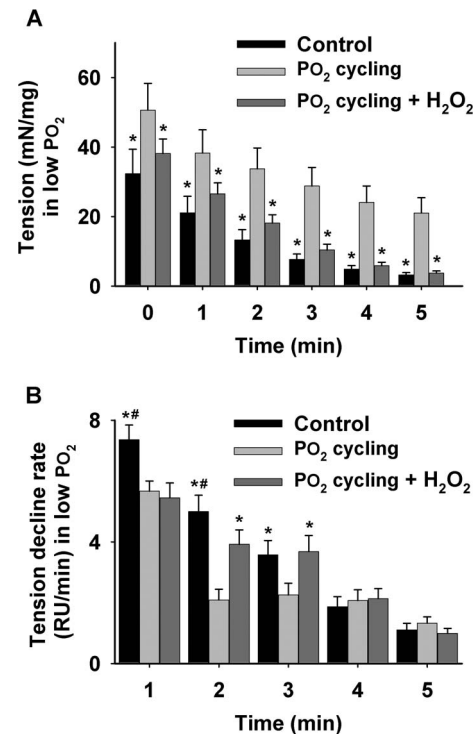 A
Control
PO2 cycling
PO2 cycling + H2O2
Tension (mN/mg)
in low PO2
60
40
20
0
* * * * * * * * * * * *
0 1 2 3 4 5
Time (min)
B
Control
PO2 cycling
PO2 cycling + H2O2
Tension decline rate
(RU/min) in low PO2
8
4
0
*# *# * * *
1 2 3 4 5
Time (min)